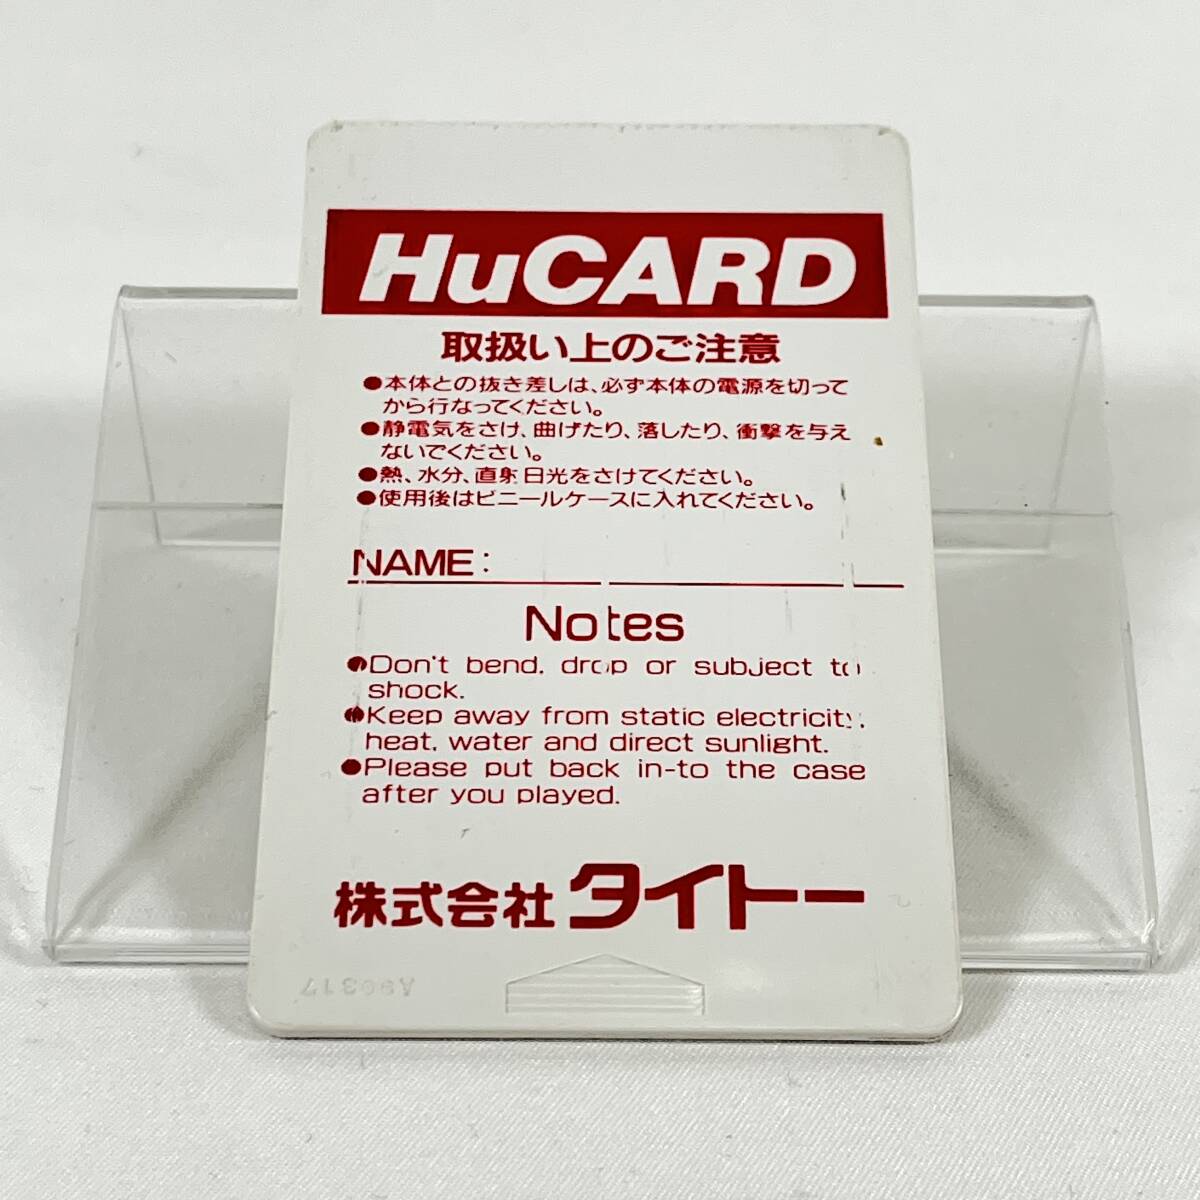 HuCARD
取扱い上のご注意
●本体との抜き差しは、必ず本体の電源を切って
から行なってください。
●静電気をさけ、曲げたり、落したり、衝撃を与え
ないでください。
●熱、水分、直射日光をさけてください。
●使用後はビニールケースに入れてください。
NAME:
Notes
●Don't bend, drop or subject to
shock.
●Keep away from static electricity,
heat, water and direct sunlight.
●Please put back in-to the case
after you played.
株式会社タイトー
A90317